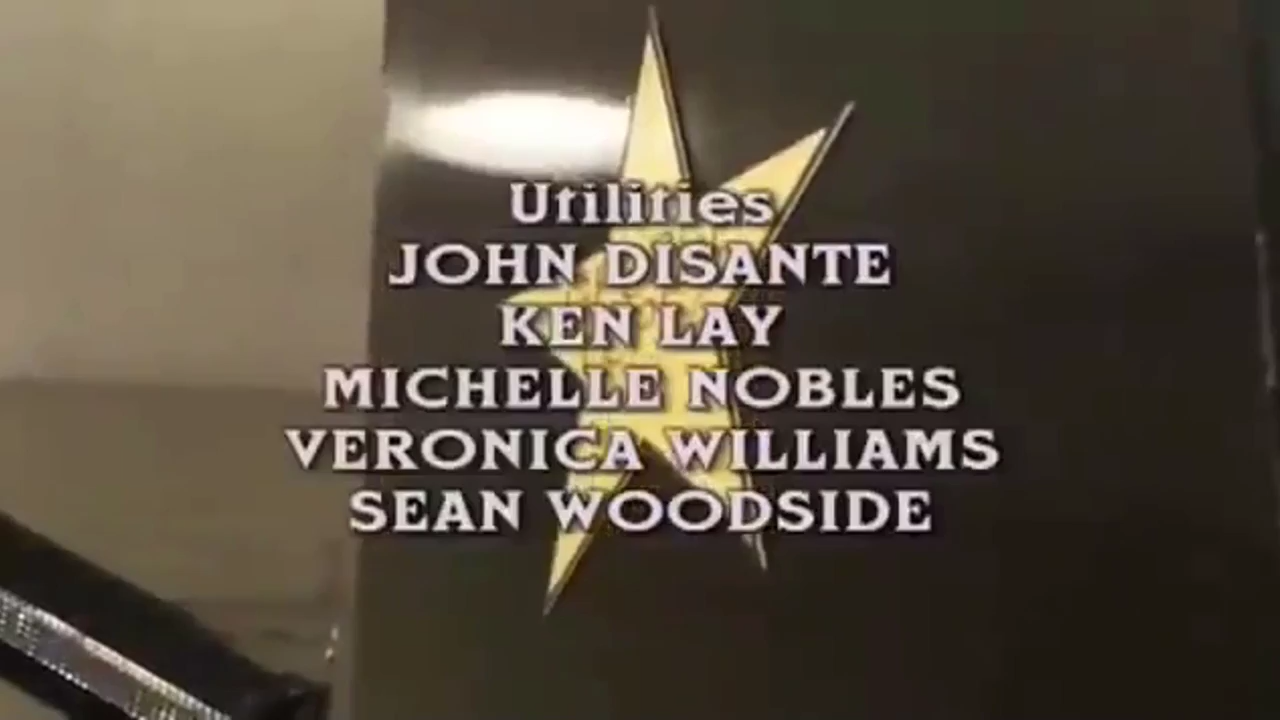 Utilities
JOHN DISANTE
KEN LAY
MICHELLE NOBLES
VERONICA WILLIAMS
SEAN WOODSIDE